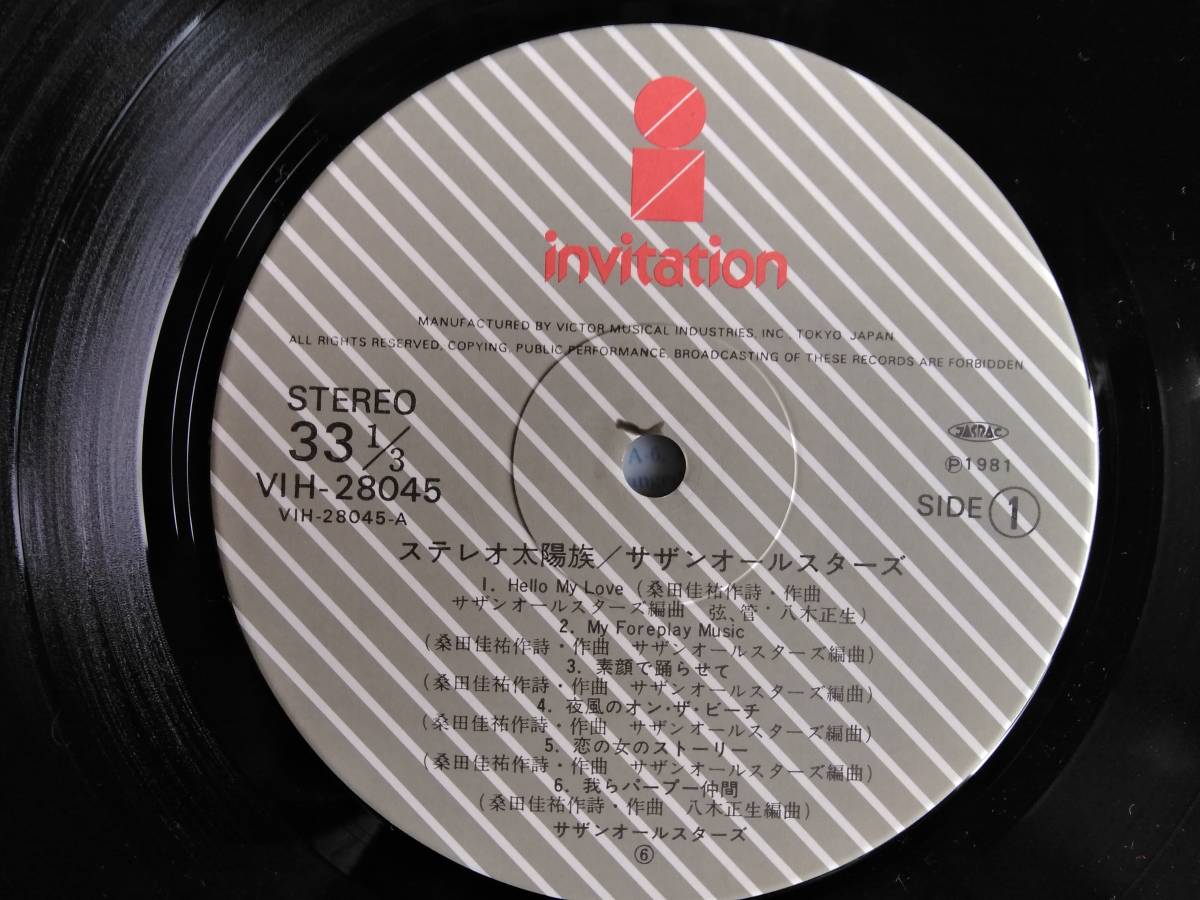 invitation
MANUFACTURED BY VICTOR MUSICAL INDUSTRIES, INC., TOKYO JAPAN
ALL RIGHTS RESERVED, COPYING, PUBLIC PERFORMANCE, BROADCASTING OF THESE RECORDS ARE FORBIDDEN
STEREO
33 1/3
VIH-28045
VIH-28045-A
JASRAC
Ⓟ1981
SIDE ①
ステレオ太陽族／サザンオールスターズ
1. Hello My Love (桑田佳祐作詩・作曲
サザンオールスターズ編曲 弦、管・八木正生)
2. My Foreplay Music
(桑田佳祐作詩・作曲 サザンオールスターズ編曲)
3. 素顔で踊らせて
(桑田佳祐作詩・作曲 サザンオールスターズ編曲)
4. 夜風のオン・ザ・ビーチ
(桑田佳祐作詩・作曲 サザンオールスターズ編曲)
5. 恋の女のストーリー
(桑田佳祐作詩・作曲 サザンオールスターズ編曲)
6. 我らパープー仲間
(桑田佳祐作詩・作曲 八木正生編曲)
サザンオールスターズ
⑥